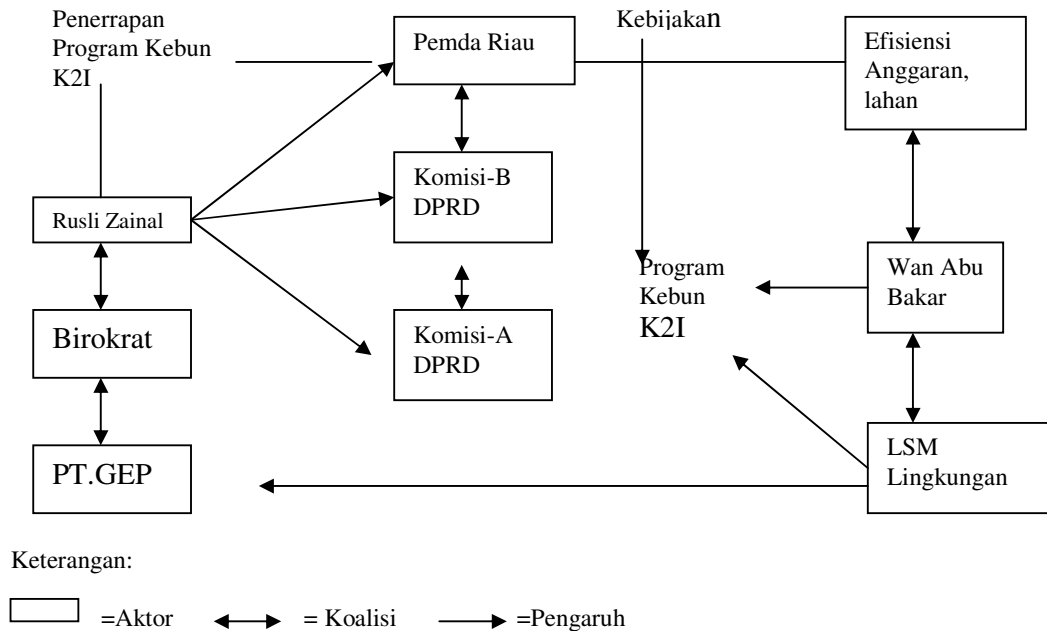 Penerrapan
Program Kebun
K2I
Pemda Riau
Kebijakan
Efisiensi
Anggaran,
lahan
Komisi-B
DPRD
Rusli Zainal
Program
Kebun
K2I
Wan Abu
Bakar
Birokrat
Komisi-A
DPRD
PT.GEP
LSM
Lingkungan
Keterangan:
=Aktor = Koalisi =Pengaruh